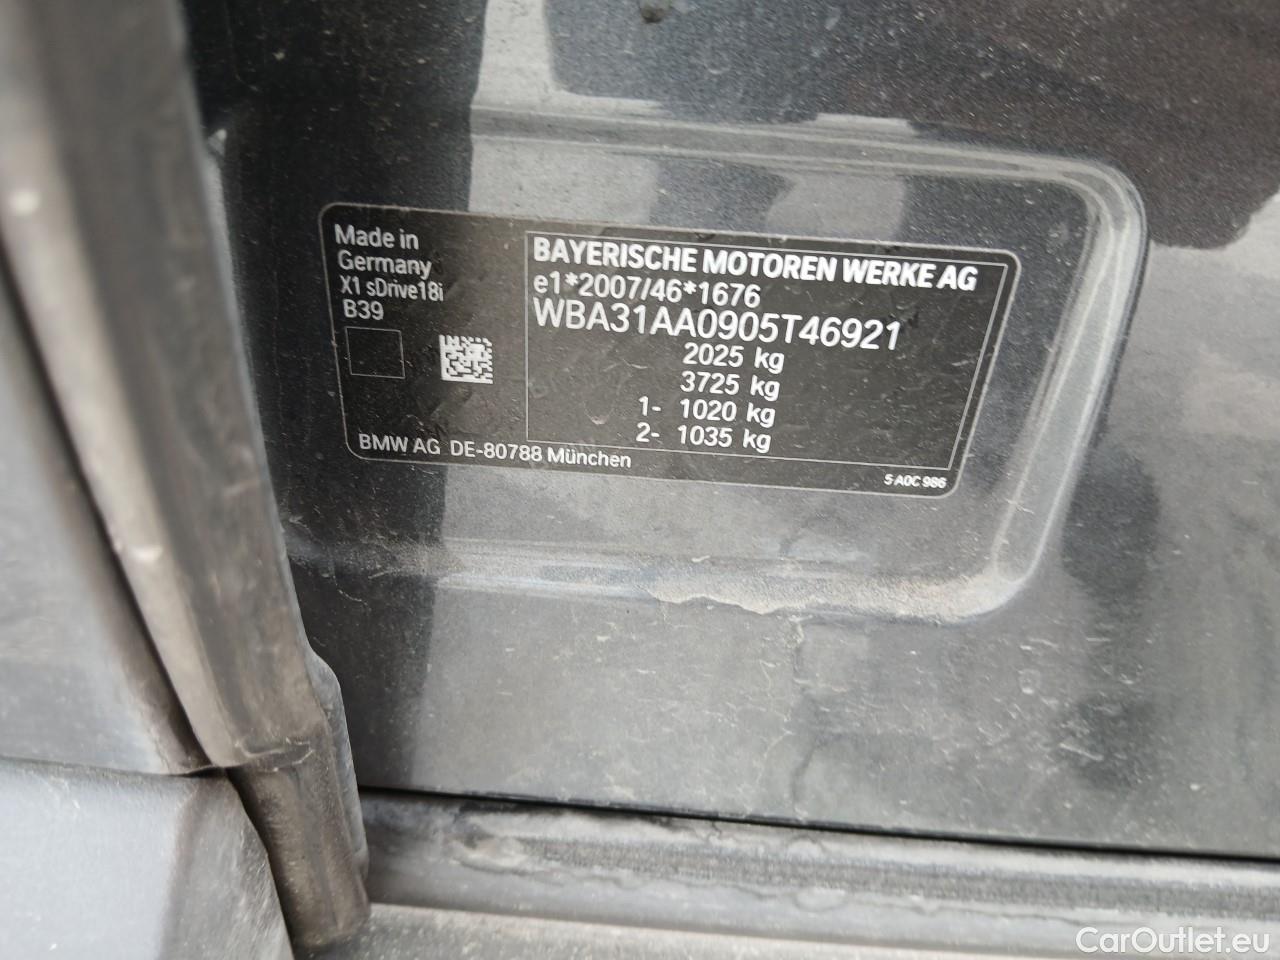 Made in
Germany
X1 sDrive18i
B39
BAYERISCHE MOTOREN WERKE AG
e1*2007/46*1676
WBA31AA0905T46921
2025 kg
3725 kg
1- 1020 kg
2- 1035 kg
BMW AG DE-80788 München
5 A0C 986
CarOutlet.eu